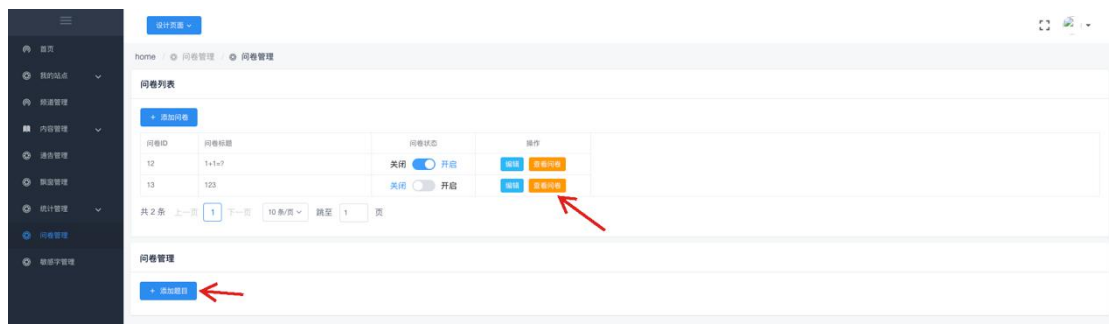 设计页面
首页
home / 问卷管理 / 问卷管理
我的站点
问卷列表
频道管理
+ 添加问卷
内容管理
问卷ID 问卷标题 问卷状态 操作
通告管理
12 1+1=? 关闭 开启 编辑 查看问卷
飘窗管理
13 123 关闭 开启 编辑 查看问卷
统计管理
共 2 条 上一页 1 下一页 10 条/页 跳至 1 页
问卷管理
问卷管理
敏感字管理
+ 添加题目